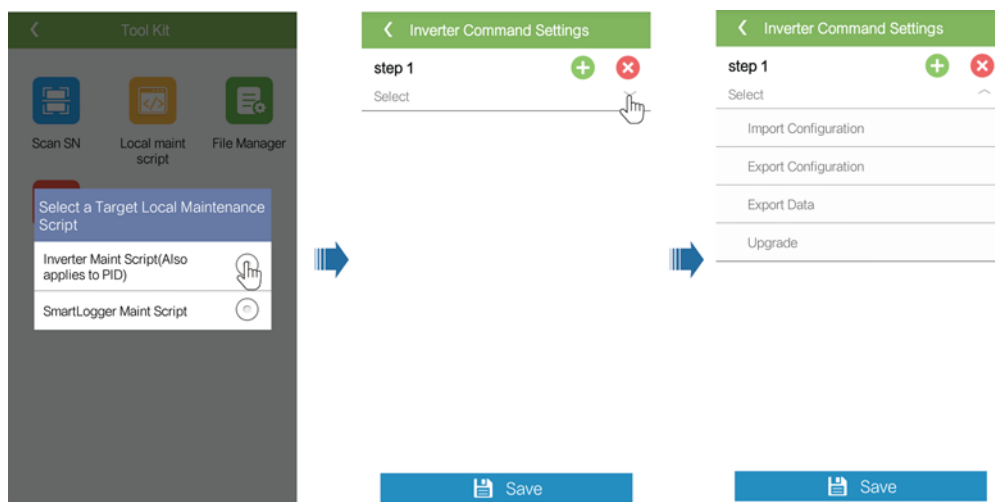 Tool Kit
Scan SN
Local maint
script
File Manager
Select a Target Local Maintenance
Script
Inverter Maint Script(Also
applies to PID)
SmartLogger Maint Script
Inverter Command Settings
step 1
Select
Save
Inverter Command Settings
step 1
Select
Import Configuration
Export Configuration
Export Data
Upgrade
Save